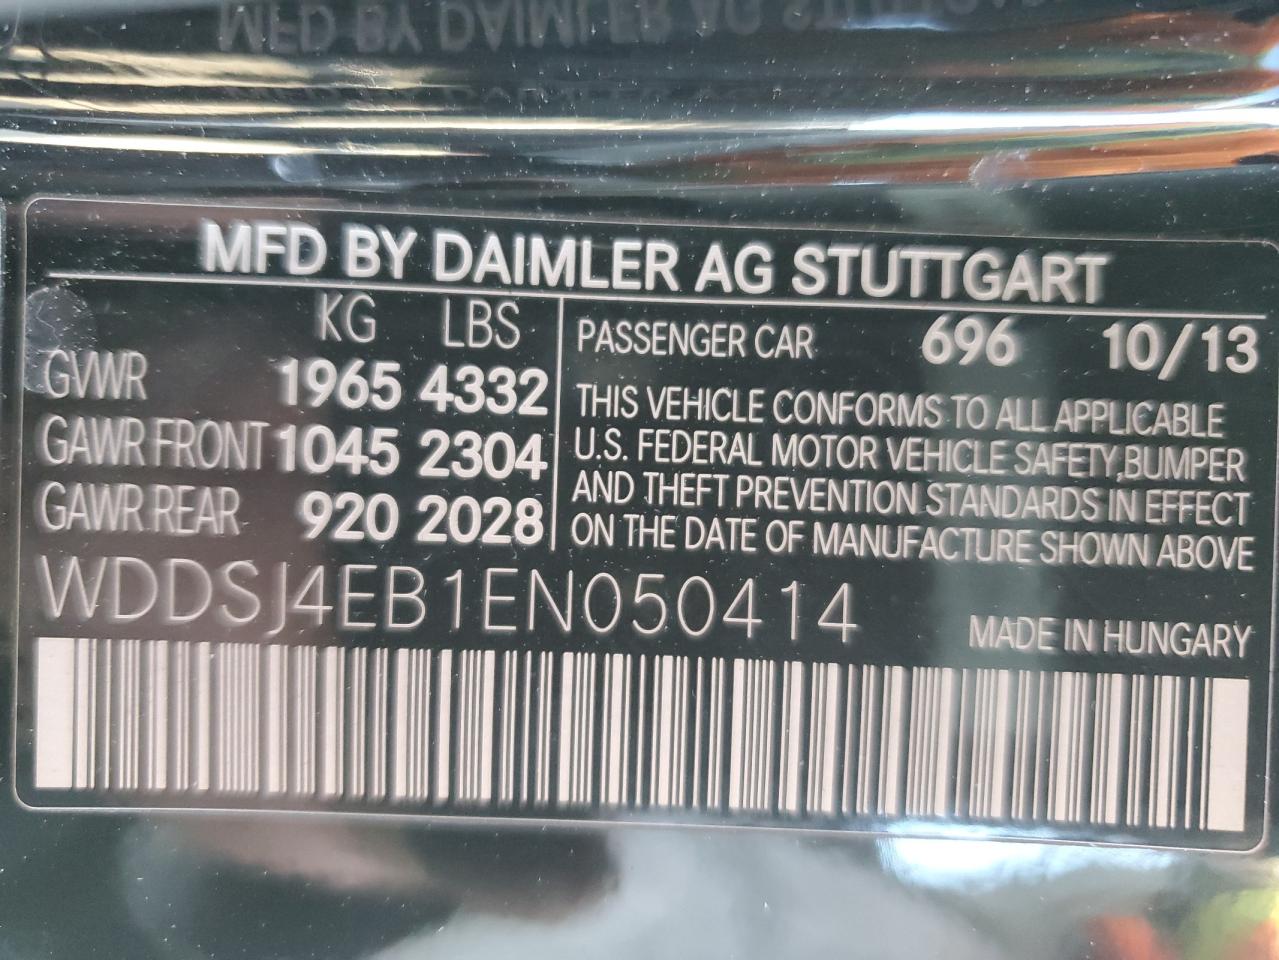 MFD BY DAIMLER AG STUTTGART
KG LBS
GVWR 1965 4332
GAWR FRONT 1045 2304
GAWR REAR 920 2028
PASSENGER CAR 696 10/13
THIS VEHICLE CONFORMS TO ALL APPLICABLE
U.S. FEDERAL MOTOR VEHICLE SAFETY,BUMPER
AND THEFT PREVENTION STANDARDS IN EFFECT
ON THE DATE OF MANUFACTURE SHOWN ABOVE
WDDSJ4EB1EN050414
MADE IN HUNGARY